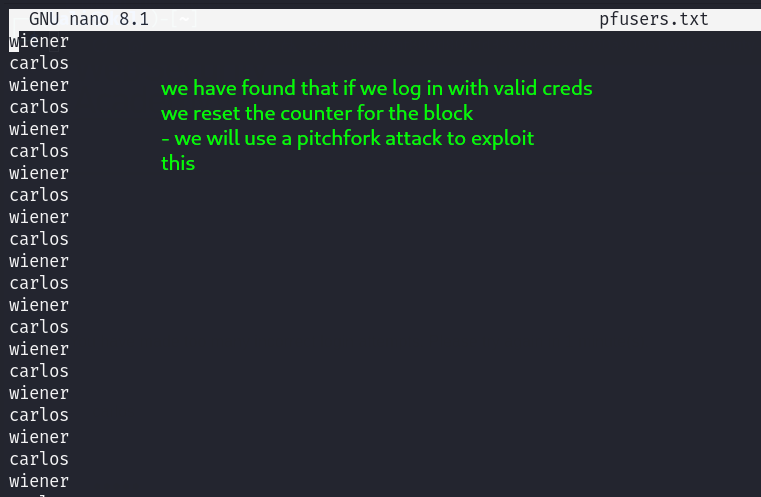 GNU nano 8.1 pfusers.txt
wiener
carlos
wiener
carlos
wiener
carlos
wiener
carlos
wiener
carlos
wiener
carlos
wiener
carlos
wiener
carlos
wiener
carlos
wiener
carlos
wiener
we have found that if we log in with valid creds
we reset the counter for the block
- we will use a pitchfork attack to exploit
this